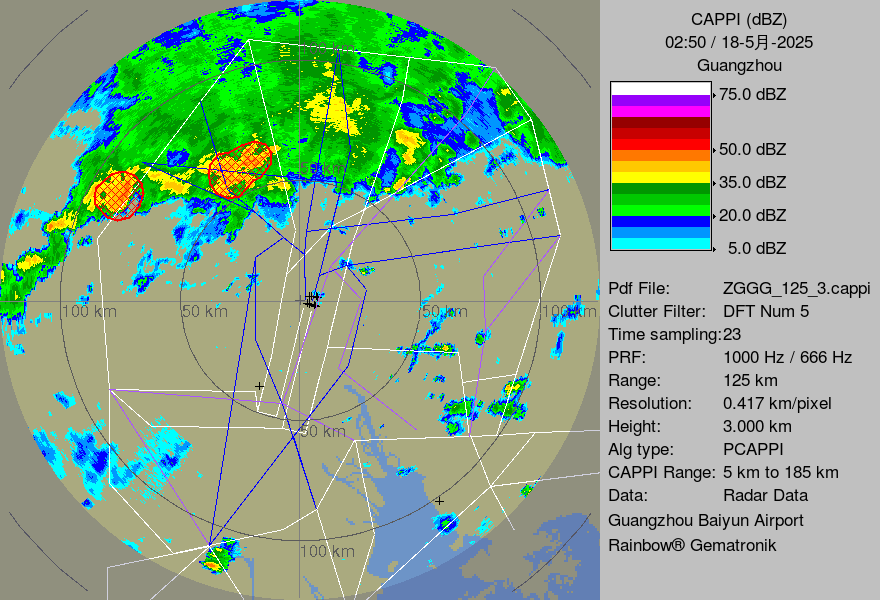 CAPPI (dBZ)
02:50 / 18-5月-2025
Guangzhou
75.0 dBZ
50.0 dBZ
35.0 dBZ
20.0 dBZ
5.0 dBZ
Pdf File: ZGGG_125_3.cappi
Clutter Filter: DFT Num 5
Time sampling:23
PRF: 1000 Hz / 666 Hz
Range: 125 km
Resolution: 0.417 km/pixel
Height: 3.000 km
Alg type: PCAPPI
CAPPI Range: 5 km to 185 km
Data: Radar Data
Guangzhou Baiyun Airport
Rainbow® Gematronik
100 km
50 km
50 km
100 km
50 km
100 km